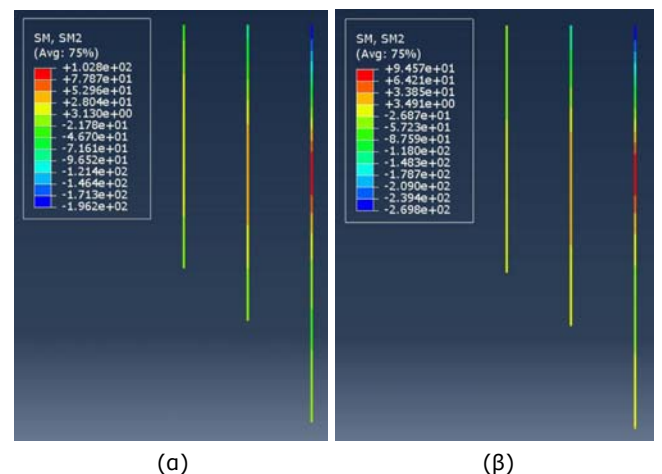 SM, SM2
(Avg: 75%)
+1.028e+02
+7.787e+01
+5.296e+01
+2.804e+01
+3.130e+00
-2.178e+01
-4.670e+01
-7.161e+01
-9.652e+01
-1.214e+02
-1.464e+02
-1.713e+02
-1.962e+02
SM, SM2
(Avg: 75%)
+9.457e+01
+6.421e+01
+3.385e+01
+3.491e+00
-2.687e+01
-5.723e+01
-8.759e+01
-1.180e+02
-1.483e+02
-1.787e+02
-2.090e+02
-2.394e+02
-2.698e+02
(α)
(β)